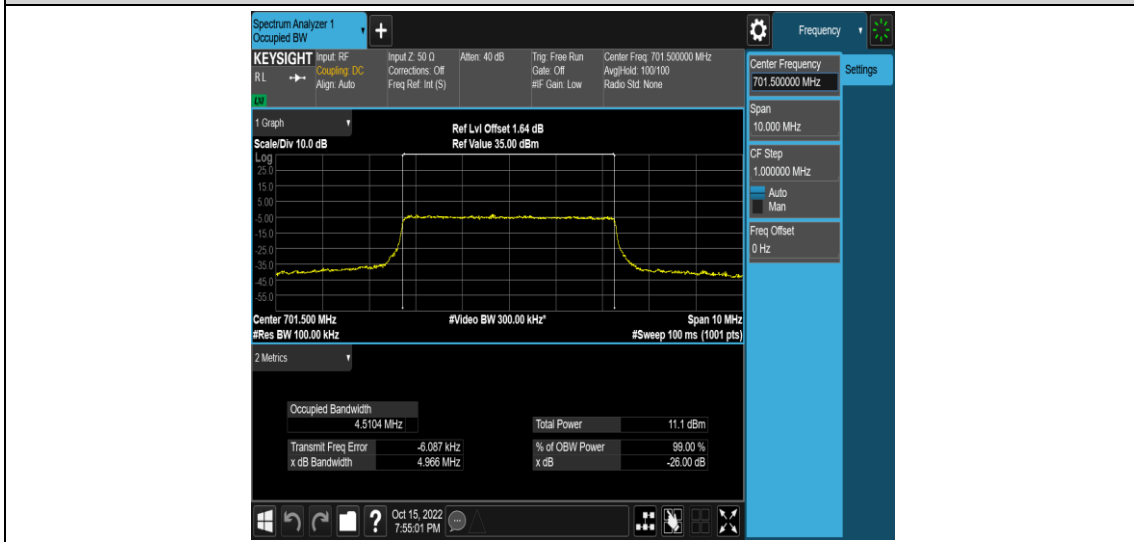 Spectrum Analyzer 1
Occupied BW
Frequency
KEYSIGHT
RL
Input: RF
Coupling: DC
Align: Auto
Input Z: 50 Ω
Corrections: Off
Freq Ref: Int (S)
Atten: 40 dB
Trig: Free Run
Gate: Off
#IF Gain: Low
Center Freq: 701.500000 MHz
Avg|Hold: 100/100
Radio Std: None
Center Frequency
701.500000 MHz
Settings
Span
10.000 MHz
CF Step
1.000000 MHz
Auto
Man
Freq Offset
0 Hz
1 Graph
Scale/Div 10.0 dB
Ref Lvl Offset 1.64 dB
Ref Value 35.00 dBm
Log
25.0
15.0
5.00
-5.00
-15.0
-25.0
-35.0
-45.0
-55.0
Center 701.500 MHz
#Video BW 300.00 kHz*
Span 10 MHz
#Res BW 100.00 kHz
#Sweep 100 ms (1001 pts)
2 Metrics
Occupied Bandwidth
4.5104 MHz
Total Power 11.1 dBm
Transmit Freq Error -6.087 kHz
% of OBW Power 99.00 %
x dB Bandwidth 4.966 MHz
x dB -26.00 dB
?
Oct 15, 2022
7:55:01 PM